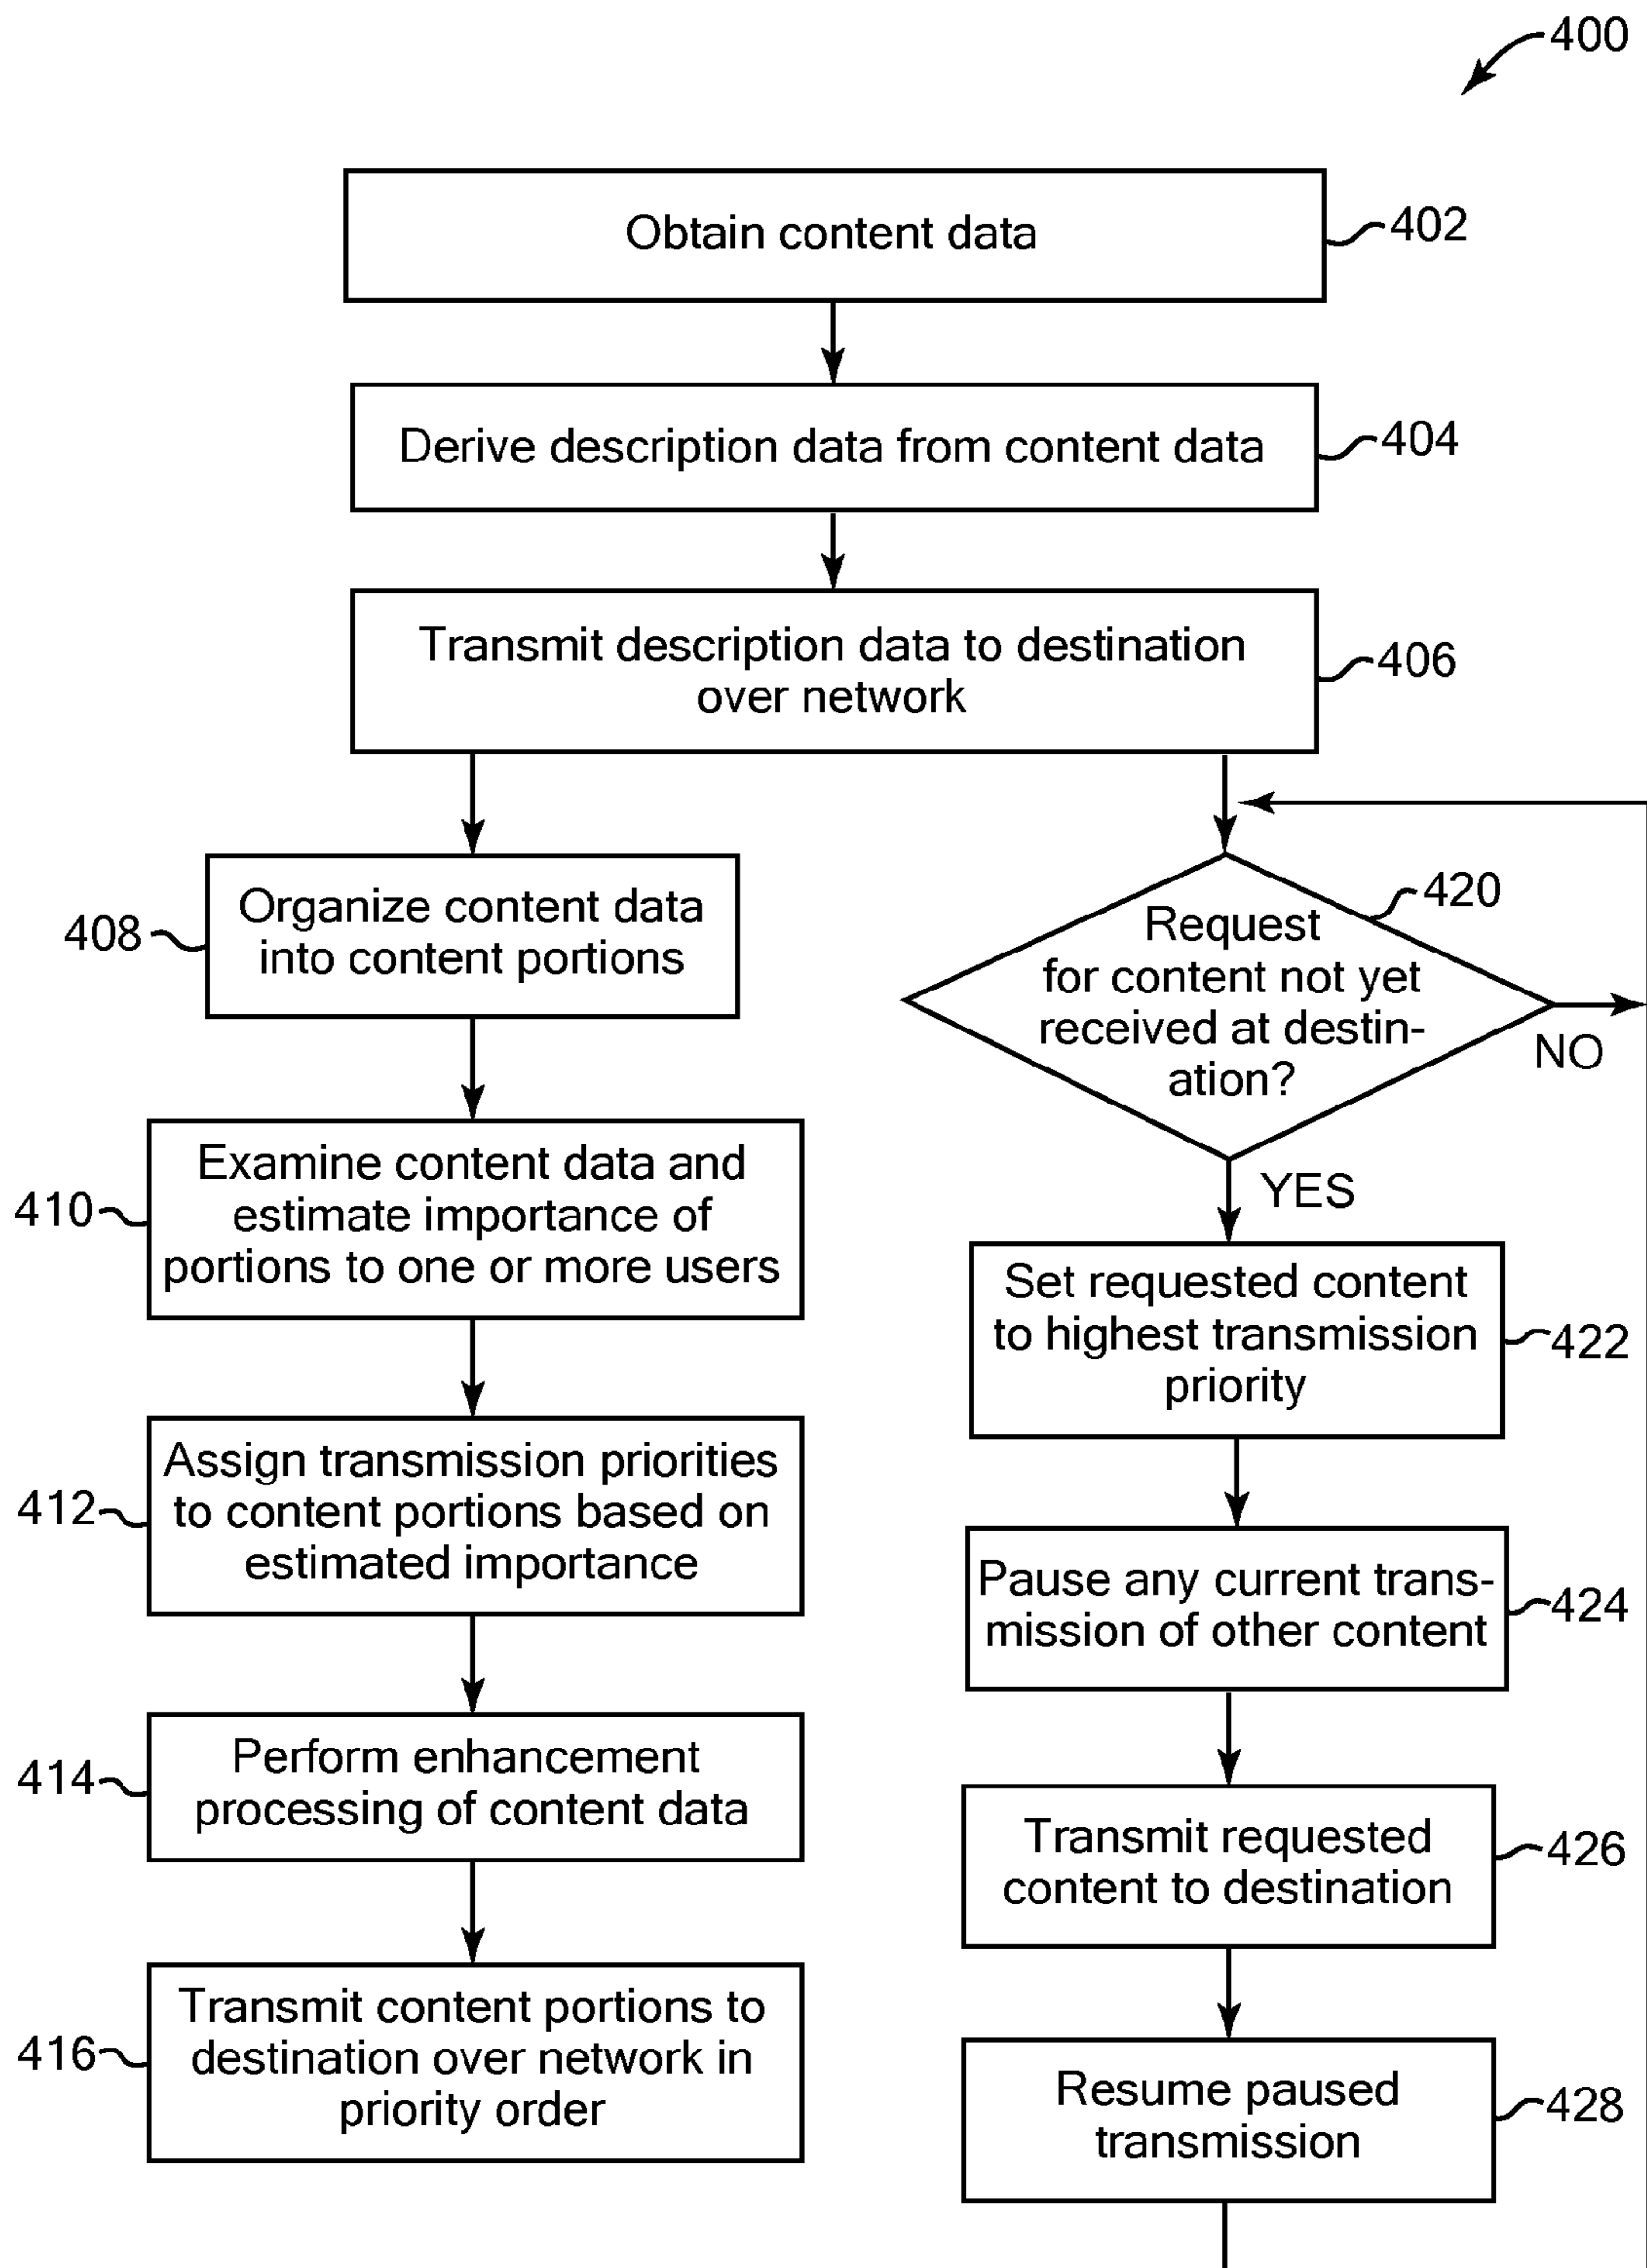 400
Obtain content data
402
Derive description data from content data
404
Transmit description data to destination
over network
406
Organize content data
into content portions
408
Examine content data and
estimate importance of
portions to one or more users
410
Assign transmission priorities
to content portions based on
estimated importance
412
Perform enhancement
processing of content data
414
Transmit content portions to
destination over network in
priority order
416
Request
for content not yet
received at destin-
ation?
420
NO
YES
Set requested content
to highest transmission
priority
422
Pause any current trans-
mission of other content
424
Transmit requested
content to destination
426
Resume paused
transmission
428